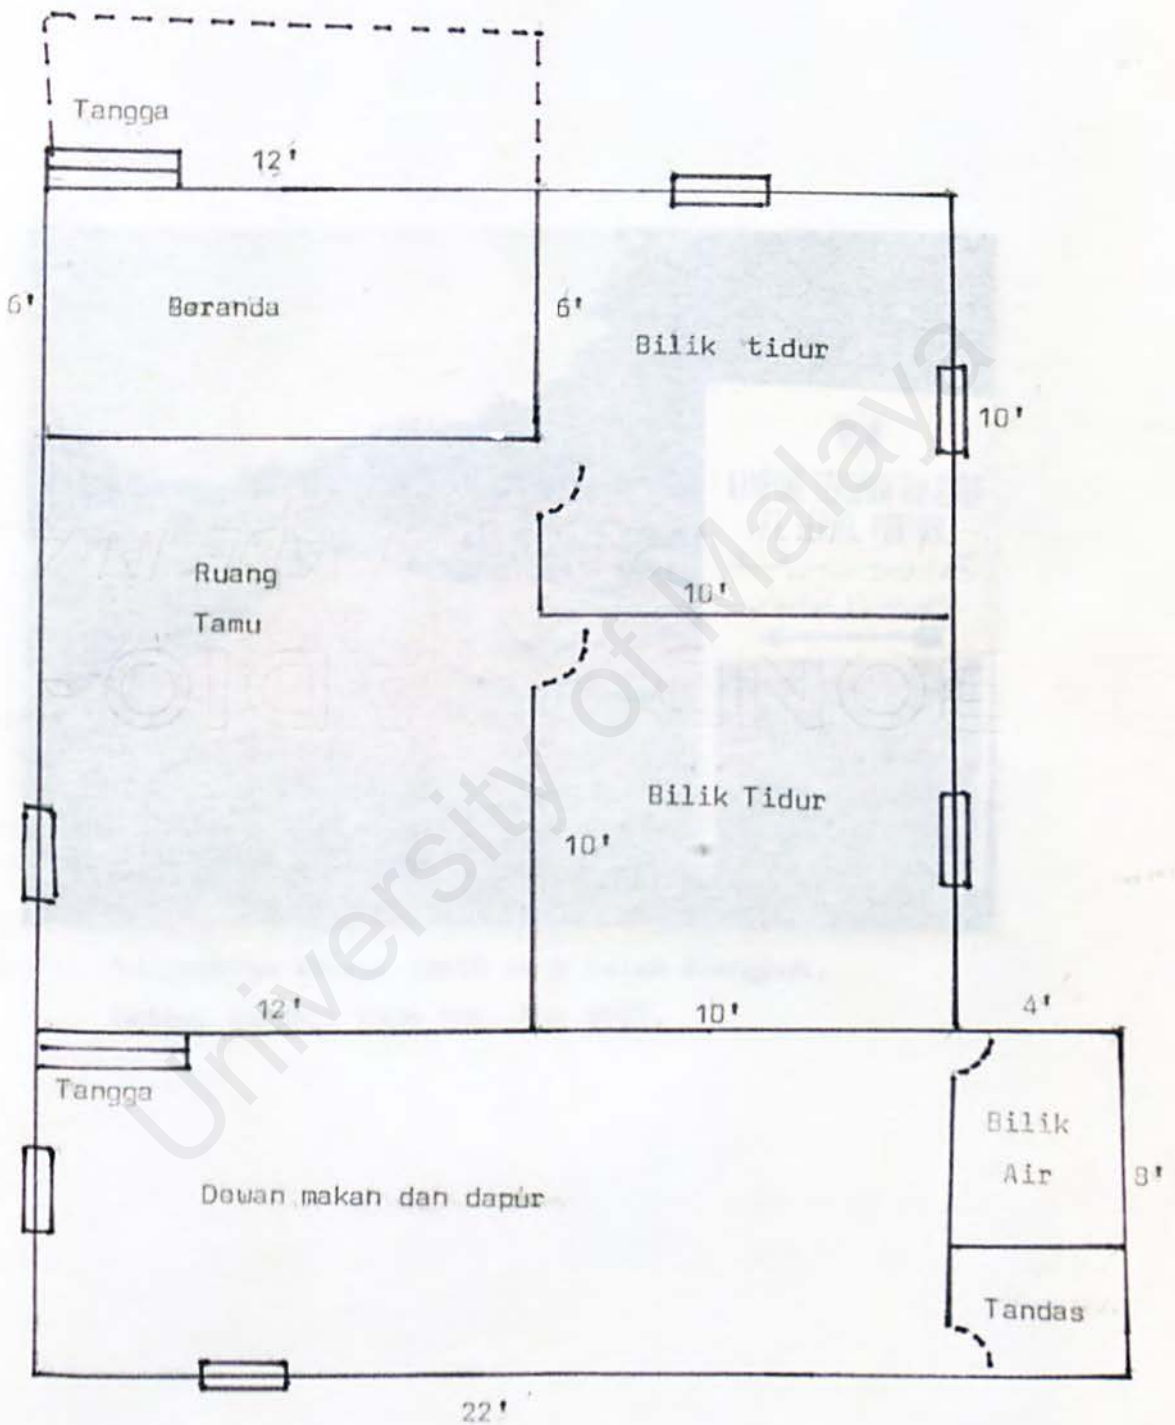 Tangga
12'
6'
Beranda
6'
Bilik tidur
10'
Ruang
Tamu
10'
Bilik Tidur
10'
12'
10'
4'
Tangga
Bilik
Air
8'
Dewan makan dan dapur
Tandas
22'
University of Malaya